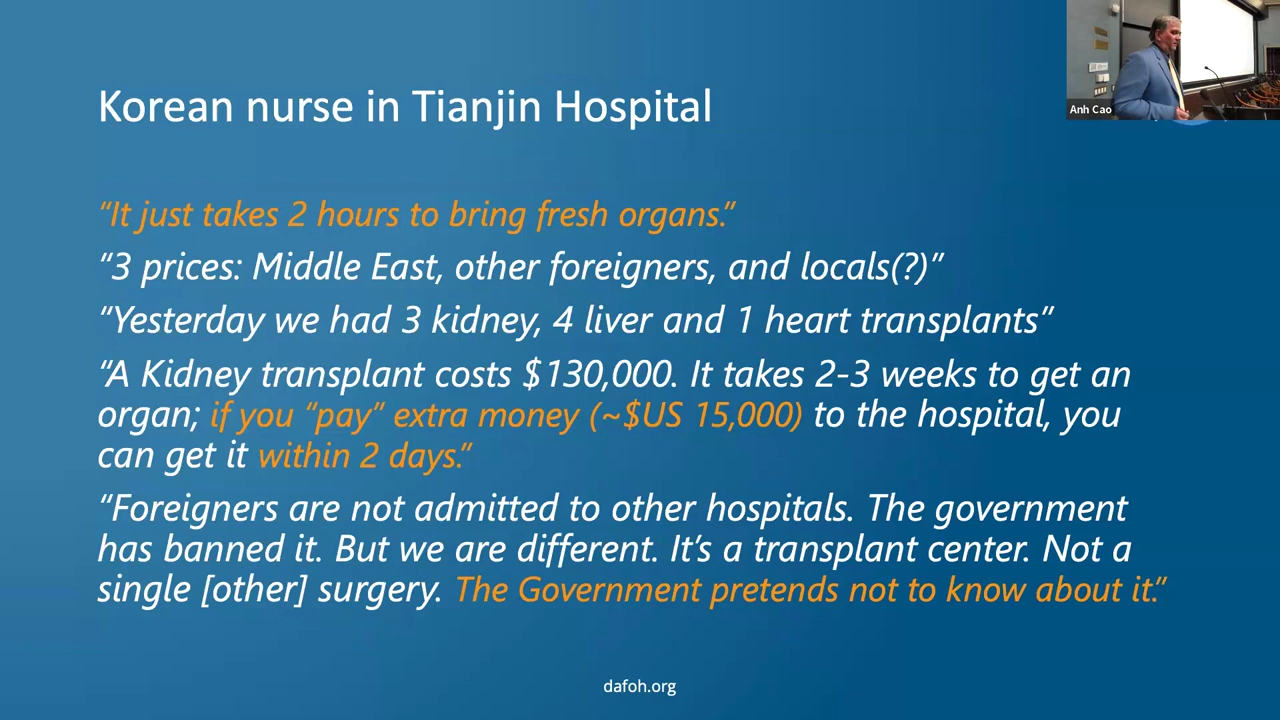 Anh Cao
Korean nurse in Tianjin Hospital
“It just takes 2 hours to bring fresh organs.”
“3 prices: Middle East, other foreigners, and locals(?)”
“Yesterday we had 3 kidney, 4 liver and 1 heart transplants”
“A Kidney transplant costs $130,000. It takes 2-3 weeks to get an
organ; if you “pay” extra money (~$US 15,000) to the hospital, you
can get it within 2 days.”
“Foreigners are not admitted to other hospitals. The government
has banned it. But we are different. It’s a transplant center. Not a
single [other] surgery. The Government pretends not to know about it.”
dafoh.org